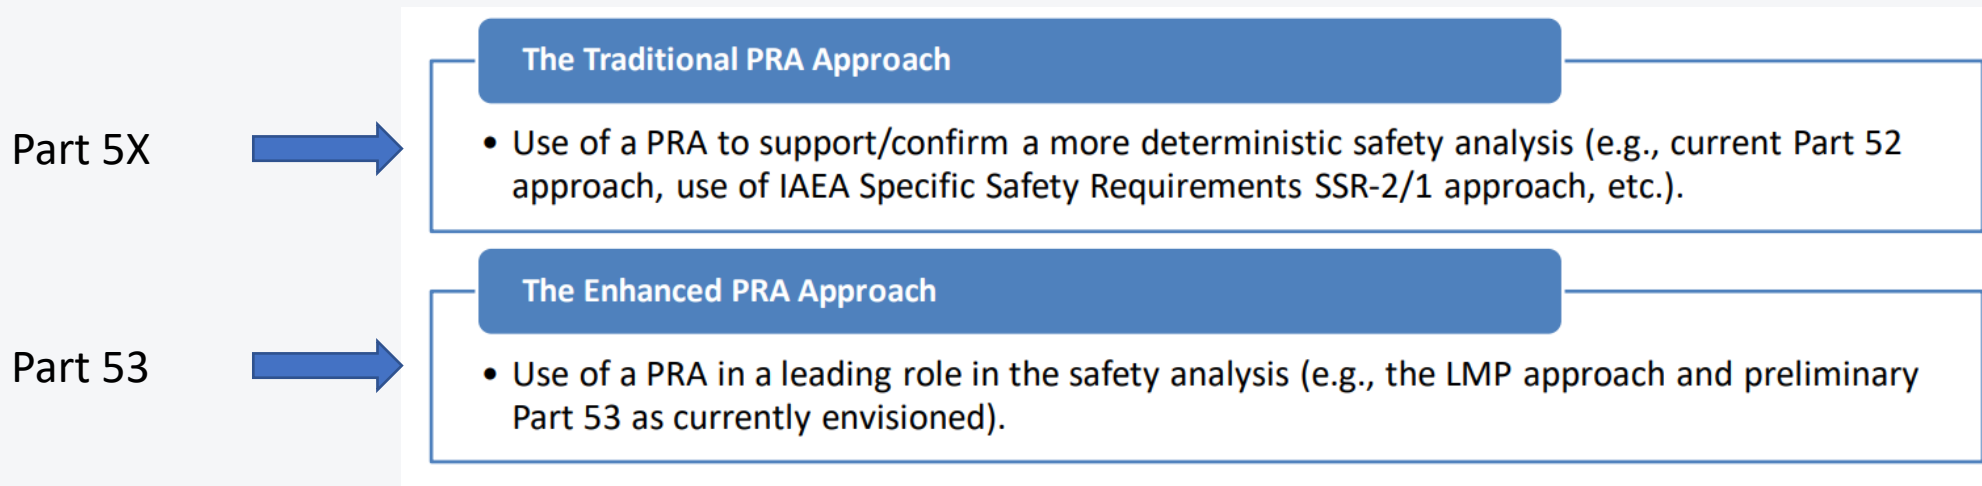 The Traditional PRA Approach
Part 5X
• Use of a PRA to support/confirm a more deterministic safety analysis (e.g., current Part 52
approach, use of IAEA Specific Safety Requirements SSR-2/1 approach, etc.).
The Enhanced PRA Approach
Part 53
• Use of a PRA in a leading role in the safety analysis (e.g., the LMP approach and preliminary
Part 53 as currently envisioned).